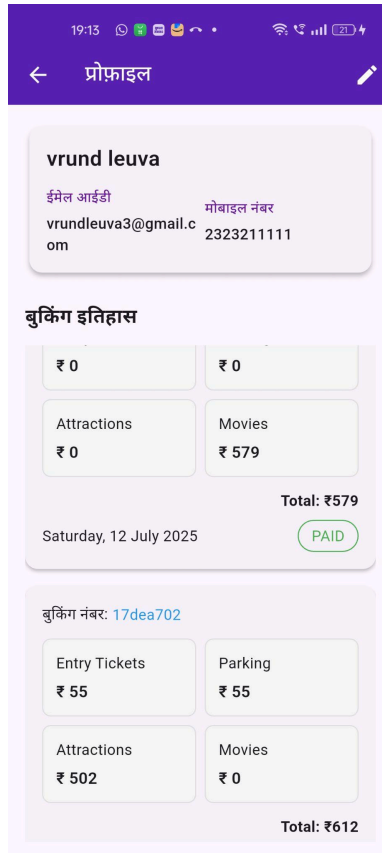 19:13
21
प्रोफ़ाइल
vrund leuva
ईमेल आईडी
मोबाइल नंबर
vrundleuva3@gmail.c
om
2323211111
बुकिंग इतिहास
₹ 0
₹ 0
Attractions
Movies
₹ 0
₹ 579
Total: ₹579
Saturday, 12 July 2025
PAID
बुकिंग नंबर: 17dea702
Entry Tickets
Parking
₹ 55
₹ 55
Attractions
Movies
₹ 502
₹ 0
Total: ₹612